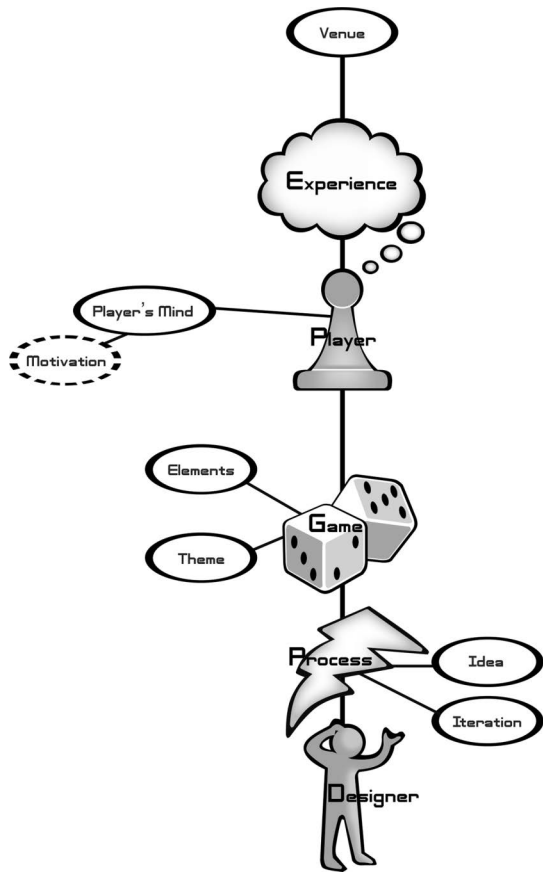 Venue
Experience
Player's Mind
Player
Motivation
Elements
Game
Theme
Process
Idea
Iteration
Designer